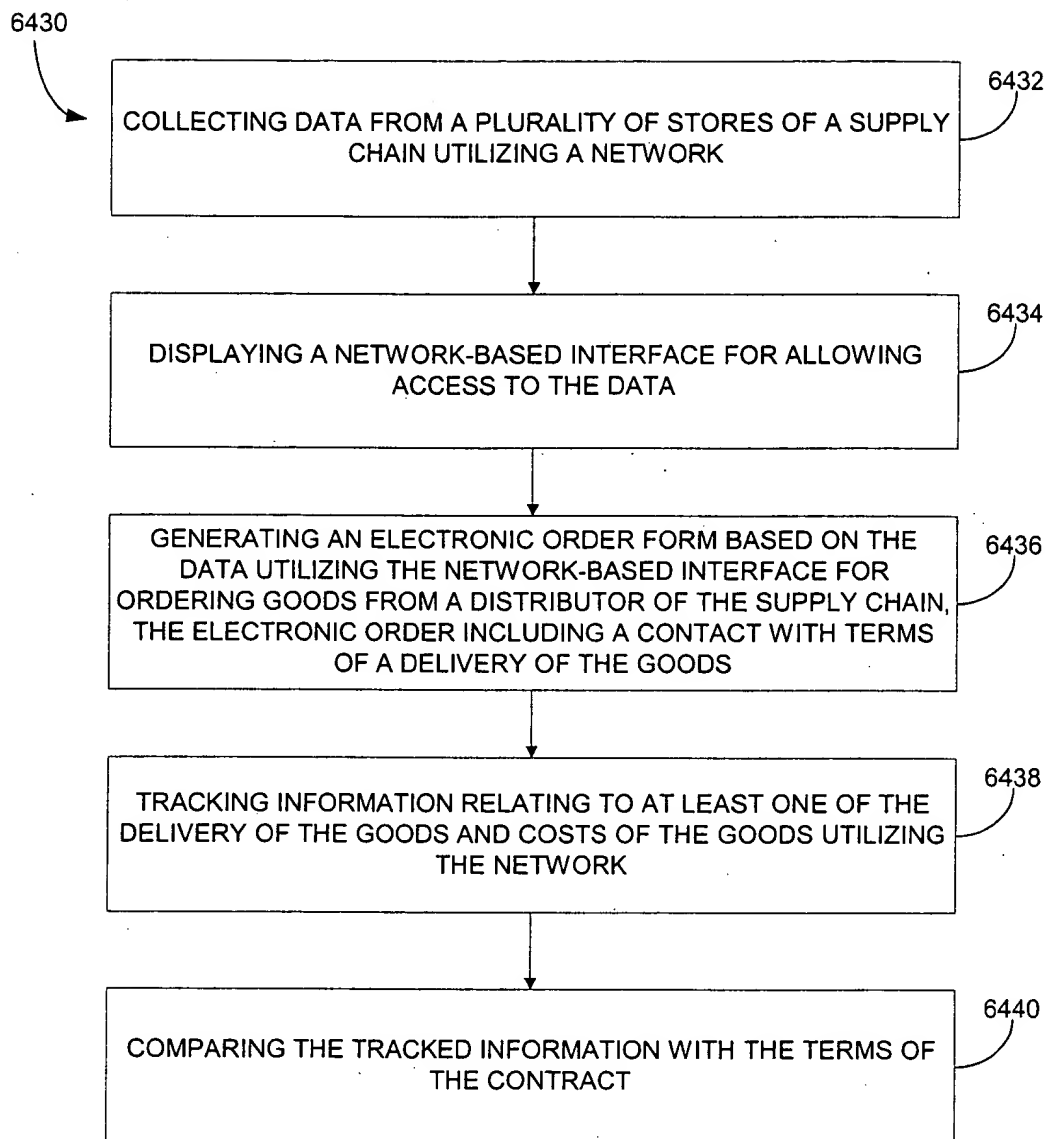 6430
6432
COLLECTING DATA FROM A PLURALITY OF STORES OF A SUPPLY
CHAIN UTILIZING A NETWORK
6434
DISPLAYING A NETWORK-BASED INTERFACE FOR ALLOWING
ACCESS TO THE DATA
6436
GENERATING AN ELECTRONIC ORDER FORM BASED ON THE
DATA UTILIZING THE NETWORK-BASED INTERFACE FOR
ORDERING GOODS FROM A DISTRIBUTOR OF THE SUPPLY CHAIN,
THE ELECTRONIC ORDER INCLUDING A CONTACT WITH TERMS
OF A DELIVERY OF THE GOODS
6438
TRACKING INFORMATION RELATING TO AT LEAST ONE OF THE
DELIVERY OF THE GOODS AND COSTS OF THE GOODS UTILIZING
THE NETWORK
6440
COMPARING THE TRACKED INFORMATION WITH THE TERMS OF
THE CONTRACT